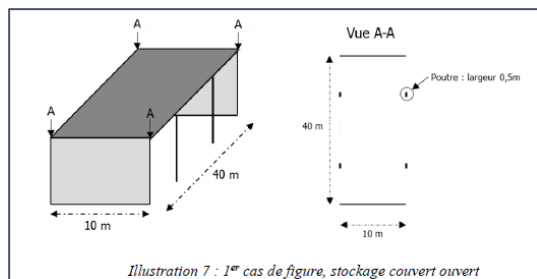 A
A
Vue A-A
A
A
Poutre : largeur 0,5m
40 m
40 m
10 m
10 m
Illustration 7 : 1er cas de figure, stockage couvert ouvert